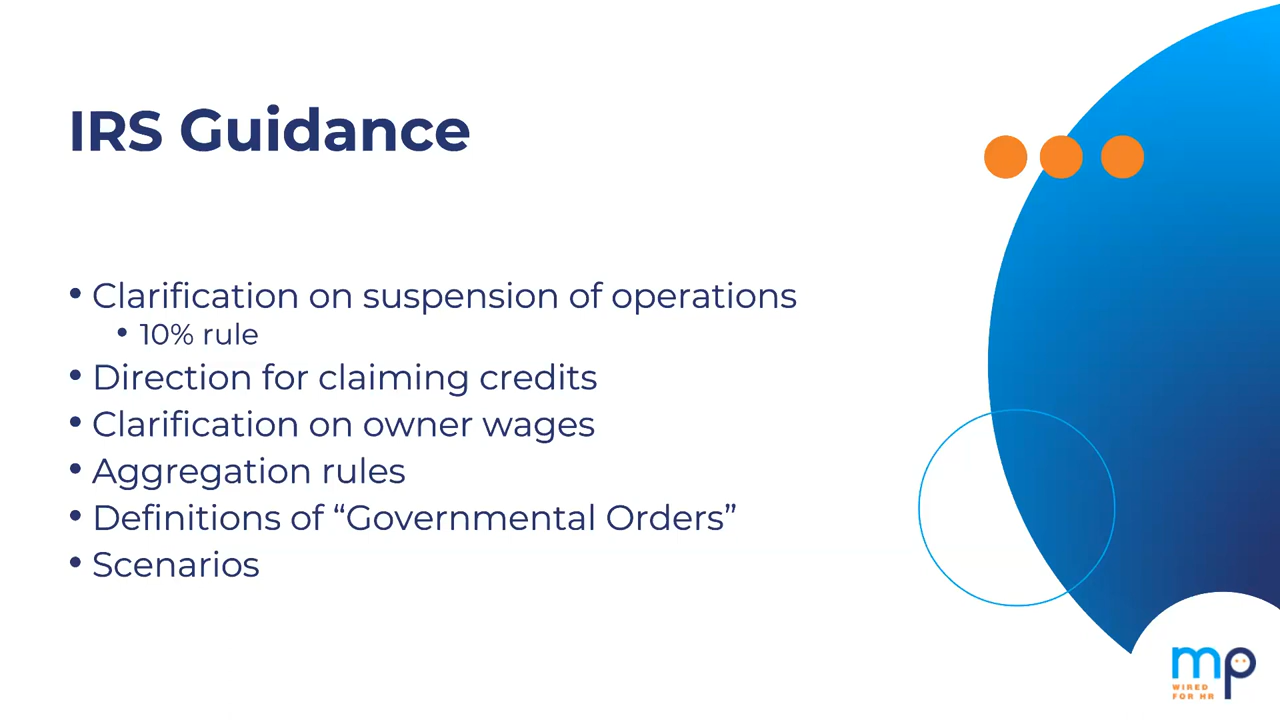 IRS Guidance
• Clarification on suspension of operations
• 10% rule
• Direction for claiming credits
• Clarification on owner wages
• Aggregation rules
• Definitions of “Governmental Orders”
• Scenarios
mp
WIRED
FOR HR